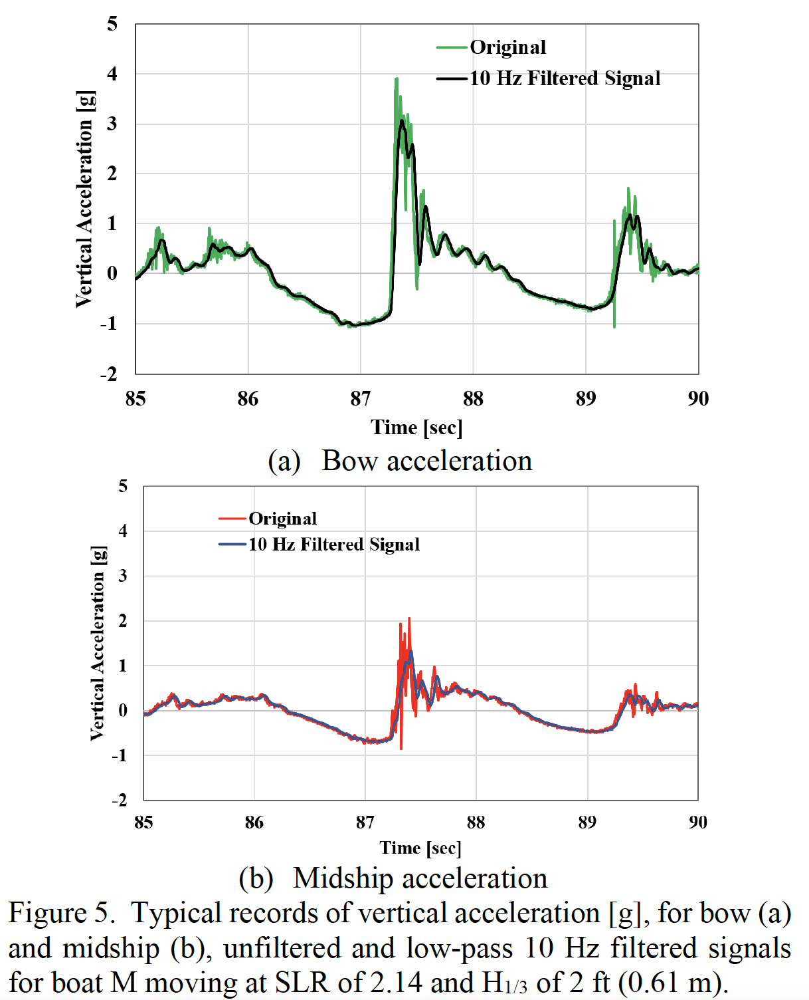 5
4
3
2
1
0
-1
-2
Vertical Acceleration [g]
Original
10 Hz Filtered Signal
85 86 87 88 89 90
Time [sec]
(a) Bow acceleration
5
4
3
2
1
0
-1
-2
Vertical Acceleration [g]
Original
10 Hz Filtered Signal
85 86 87 88 89 90
Time [sec]
(b) Midship acceleration
Figure 5. Typical records of vertical acceleration [g], for bow (a)
and midship (b), unfiltered and low-pass 10 Hz filtered signals
for boat M moving at SLR of 2.14 and H1/3 of 2 ft (0.61 m).